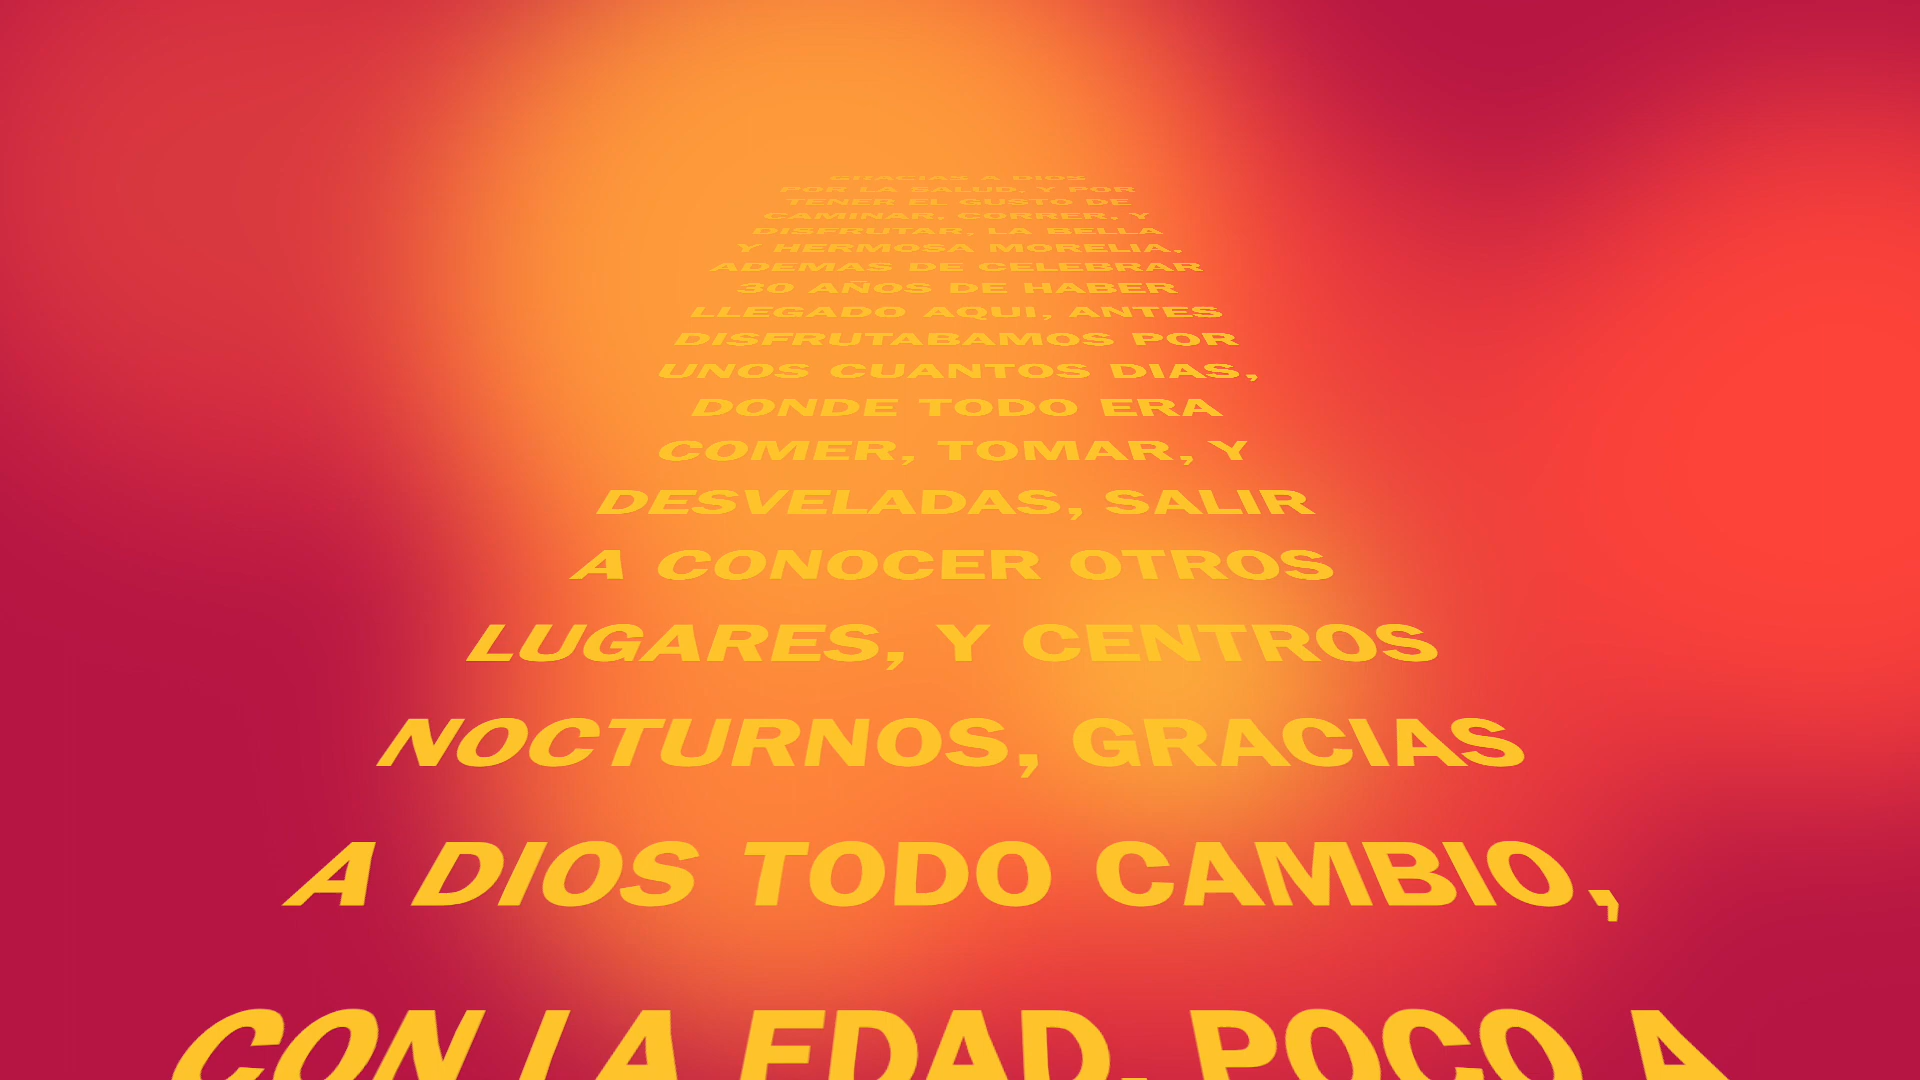 GRACIAS A DIOS
POR LA SALUD, Y POR
TENER EL GUSTO DE
CAMINAR, CORRER, Y
DISFRUTAR, LA BELLA
Y HERMOSA MORELIA,
ADEMAS DE CELEBRAR
30 AÑOS DE HABER
LLEGADO AQUI, ANTES
DISFRUTABAMOS POR
UNOS CUANTOS DIAS,
DONDE TODO ERA
COMER, TOMAR, Y
DESVELADAS, SALIR
A CONOCER OTROS
LUGARES, Y CENTROS
NOCTURNOS, GRACIAS
A DIOS TODO CAMBIO,
CON LA EDAD, POCO A